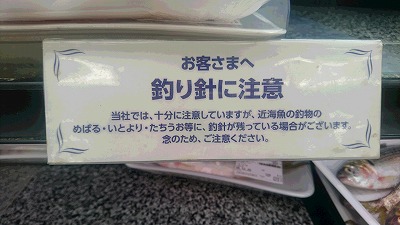 お客さまへ
釣り針に注意
当社では、十分に注意していますが、近海魚の釣物の
めばる・いとより・たちうお等に、釣針が残っている場合がございます。
念のため、ご注意ください。